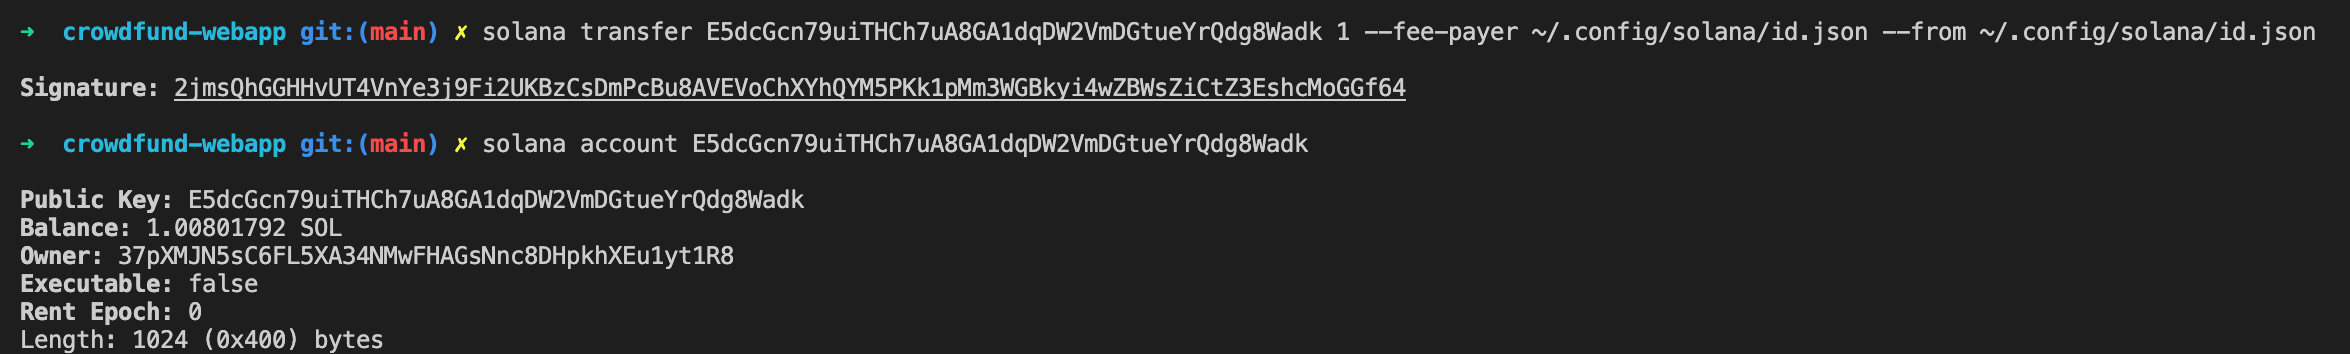 → crowdfund-webapp git:(main) ✗ solana transfer E5dcGcn79uiTHCh7uA8GA1dqDW2VmDGtueYrQdg8Wadk 1 --fee-payer ~/.config/solana/id.json --from ~/.config/solana/id.json
Signature: 2jmsQhGGHHvUT4VnYe3j9Fi2UKBzCsDmPcBu8AVEVoChXYhQYM5PKk1pMm3WGBkyi4wZBWsZiCtZ3EshcMoGGf64
→ crowdfund-webapp git:(main) ✗ solana account E5dcGcn79uiTHCh7uA8GA1dqDW2VmDGtueYrQdg8Wadk
Public Key: E5dcGcn79uiTHCh7uA8GA1dqDW2VmDGtueYrQdg8Wadk
Balance: 1.00801792 SOL
Owner: 37pXMJN5sC6FL5XA34NMwFHAGsNnc8DHpkhXEu1yt1R8
Executable: false
Rent Epoch: 0
Length: 1024 (0x400) bytes